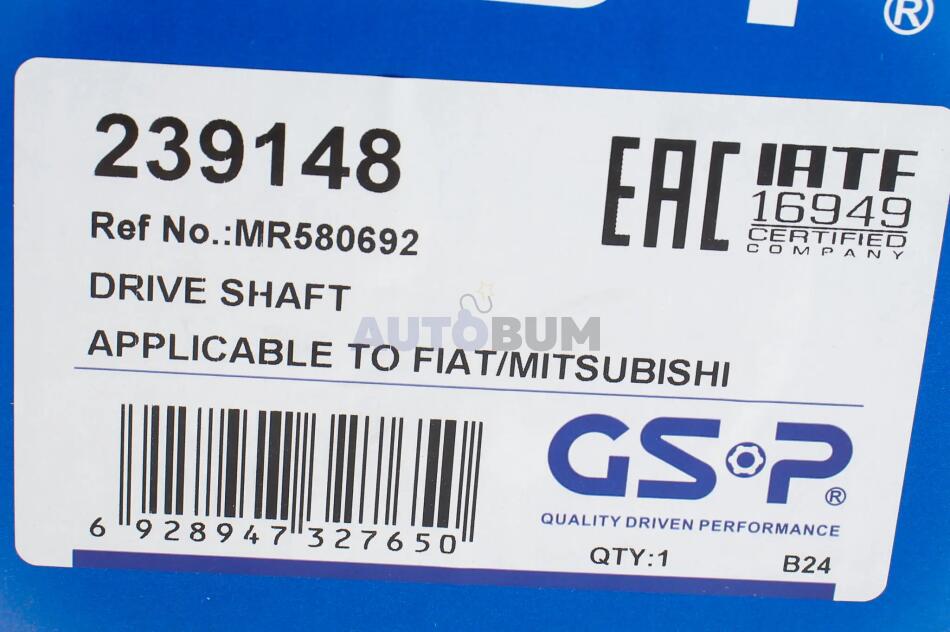 ®
239148
Ref No.:MR580692
DRIVE SHAFT
APPLICABLE TO FIAT/MITSUBISHI
EAC
IATF
16949
CERTIFIED
COMPANY
AUTOBUM
6 928947 327650
GSP®
QUALITY DRIVEN PERFORMANCE
QTY:1 B24